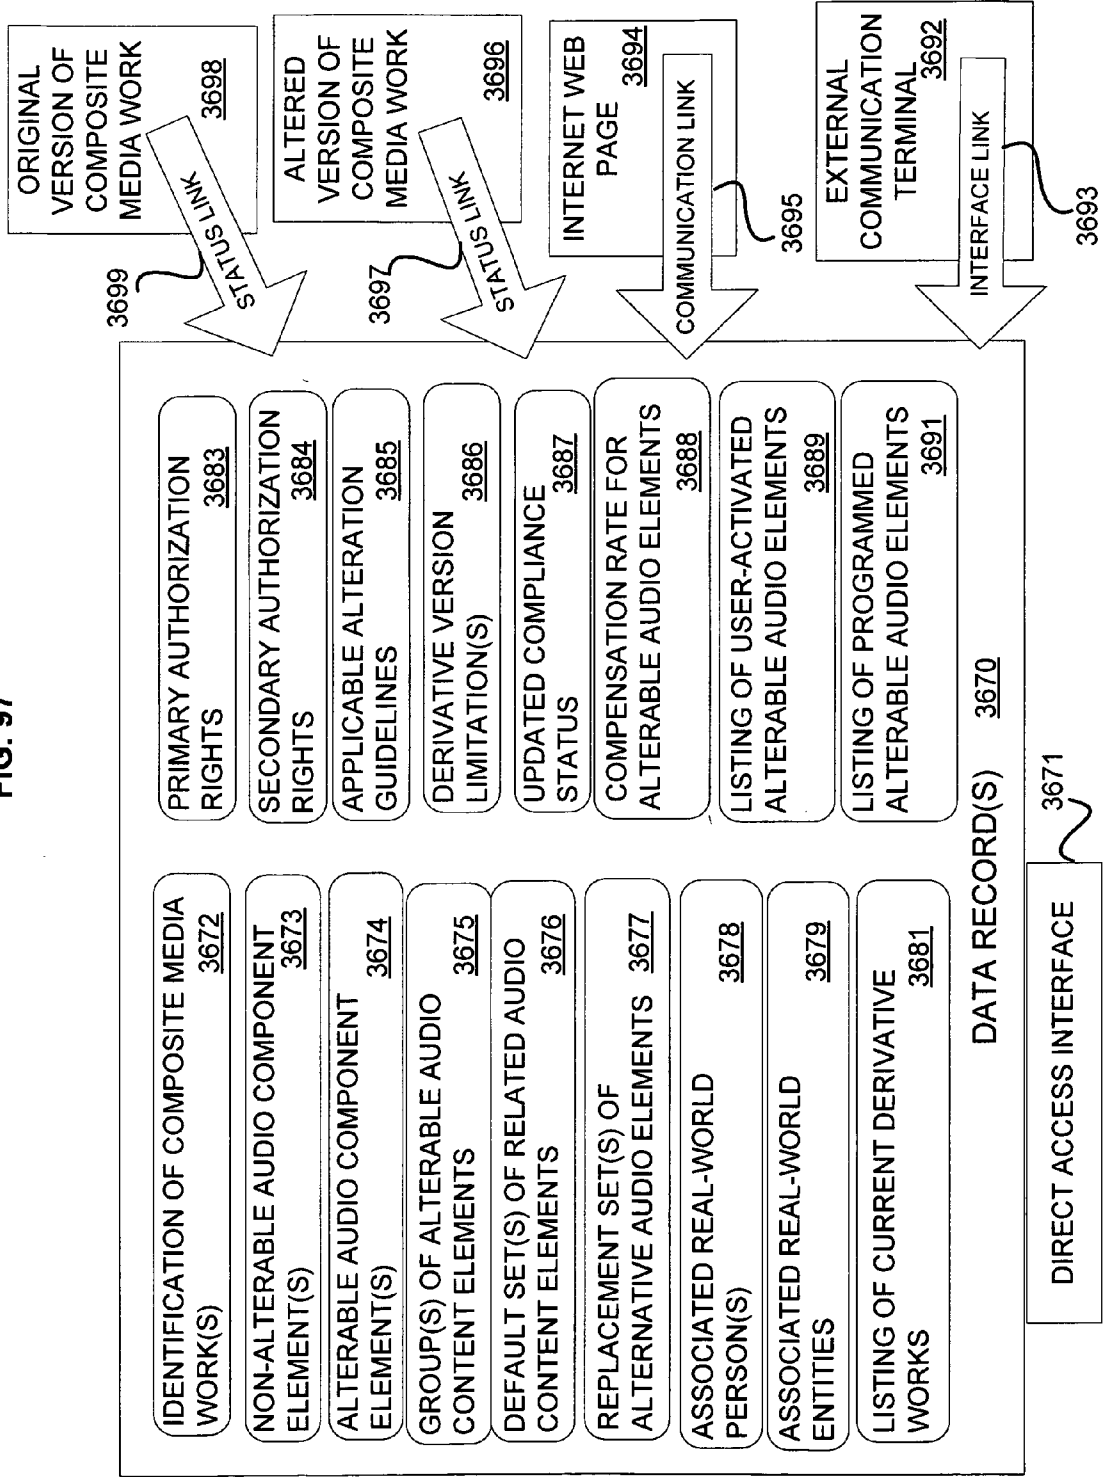 FIG. 97
IDENTIFICATION OF COMPOSITE MEDIA
WORK(S) 3672
NON-ALTERABLE AUDIO COMPONENT
ELEMENT(S) 3673
ALTERABLE AUDIO COMPONENT
ELEMENT(S) 3674
GROUP(S) OF ALTERABLE AUDIO
CONTENT ELEMENTS 3675
DEFAULT SET(S) OF RELATED AUDIO
CONTENT ELEMENTS 3676
REPLACEMENT SET(S) OF
ALTERNATIVE AUDIO ELEMENTS 3677
ASSOCIATED REAL-WORLD
PERSON(S) 3678
ASSOCIATED REAL-WORLD
ENTITIES 3679
LISTING OF CURRENT DERIVATIVE
WORKS 3681
PRIMARY AUTHORIZATION
RIGHTS 3683
SECONDARY AUTHORIZATION
RIGHTS 3684
APPLICABLE ALTERATION
GUIDELINES 3685
DERIVATIVE VERSION
LIMITATION(S) 3686
UPDATED COMPLIANCE
STATUS 3687
COMPENSATION RATE FOR
ALTERABLE AUDIO ELEMENTS
3688
LISTING OF USER-ACTIVATED
ALTERABLE AUDIO ELEMENTS
3689
LISTING OF PROGRAMMED
ALTERABLE AUDIO ELEMENTS
3691
DATA RECORD(S) 3670
DIRECT ACCESS INTERFACE
3671
ORIGINAL
VERSION OF
COMPOSITE
MEDIA WORK
3698
STATUS LINK
3699
ALTERED
VERSION OF
COMPOSITE
MEDIA WORK
3696
STATUS LINK
3697
INTERNET WEB
PAGE 3694
COMMUNICATION LINK
3695
EXTERNAL
COMMUNICATION
TERMINAL
3692
INTERFACE LINK
3693